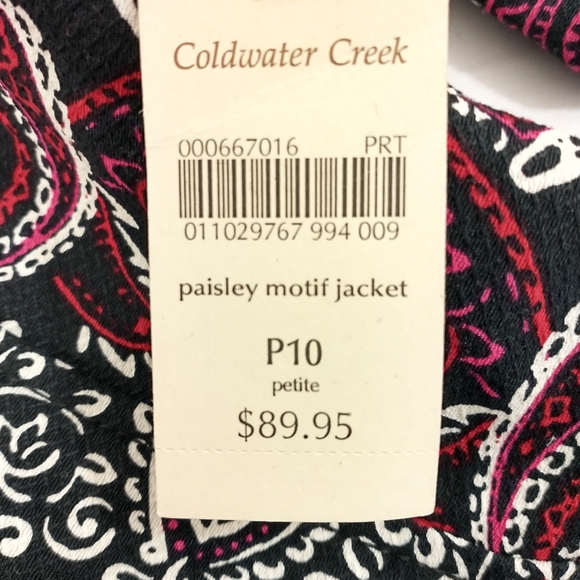 Coldwater Creek
000667016 PRT
011029767 994 009
paisley motif jacket
P10
petite
$89.95